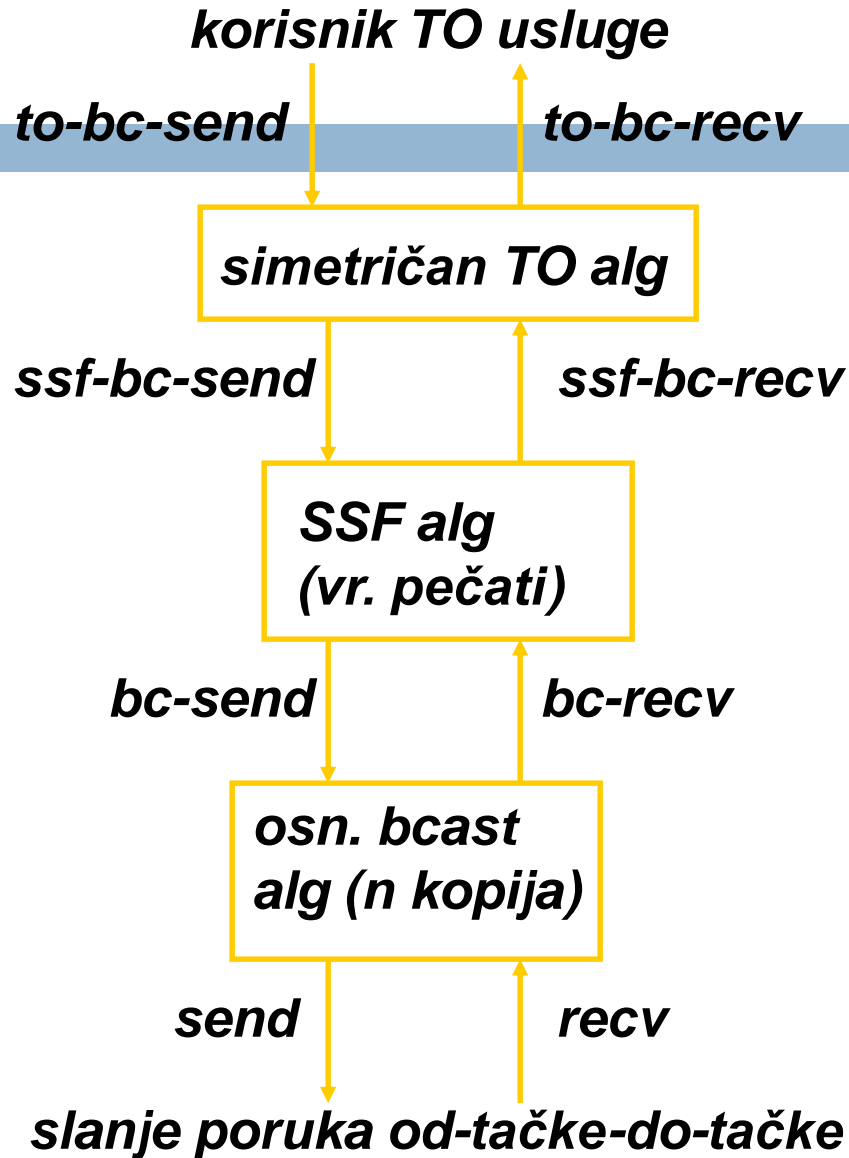 korisnik TO usluge
to-bc-send to-bc-recv
simetričan TO alg
ssf-bc-send ssf-bc-recv
SSF alg
(vr. pečati)
bc-send bc-recv
osn. bcast
alg (n kopija)
send recv
slanje poruka od-tačke-do-tačke